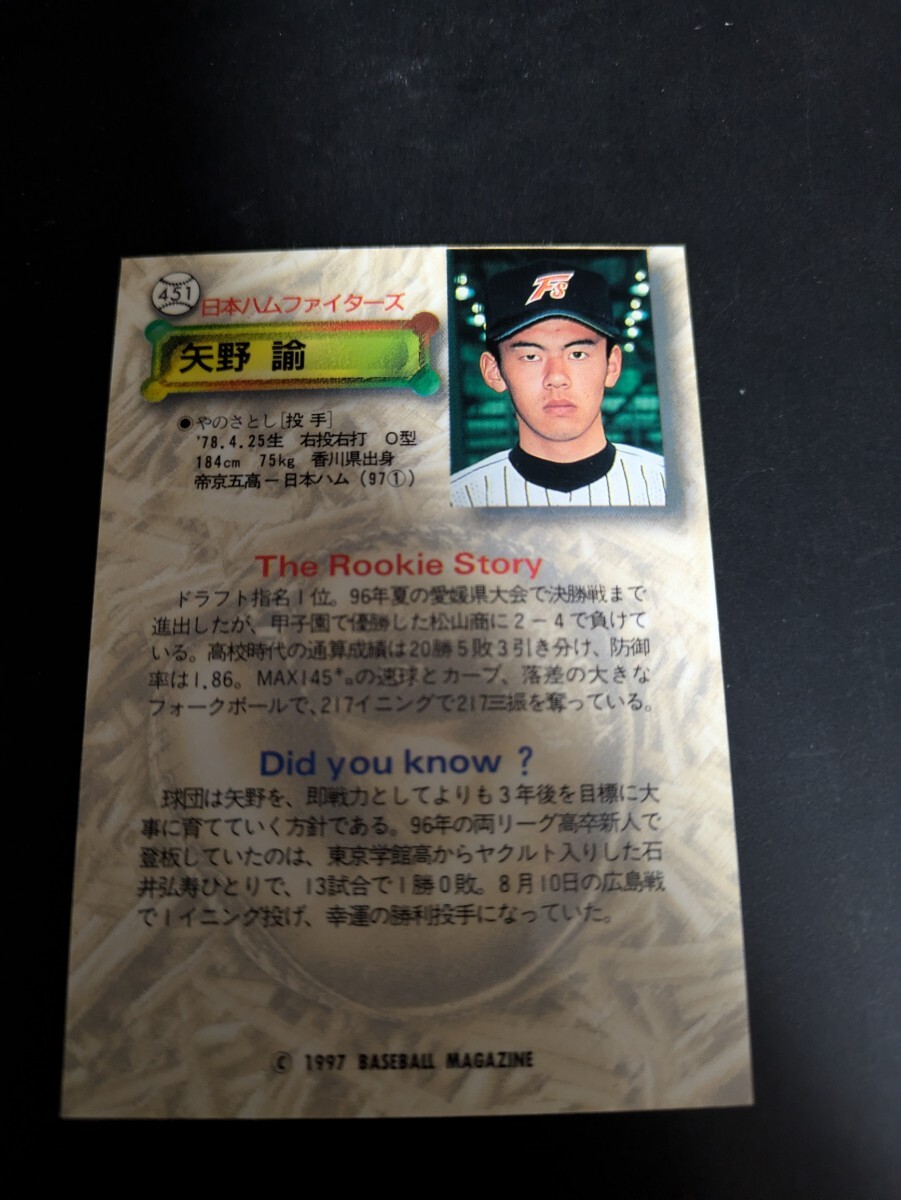 451
日本ハムファイターズ
Fs
矢野 諭
●やのさとし[投手]
'78.4.25生 右投右打 O型
184cm 75kg 香川県出身
帝京五高ー日本ハム (97①)
The Rookie Story
ドラフト指名1位。96年夏の愛媛県大会で決勝戦まで
進出したが、甲子園で優勝した松山商に2－4で負けて
いる。高校時代の通算成績は20勝5敗3引き分け、防御
率は1.86。MAX145㌔の速球とカーブ、落差の大きな
フォークボールで、217イニングで217三振を奪っている。
Did you know ?
球団は矢野を、即戦力としてよりも3年後を目標に大
事に育てていく方針である。96年の両リーグ高卒新人で
登板していたのは、東京学館高からヤクルト入りした石
井弘寿ひとりで、13試合で1勝0敗。8月10日の広島戦
で1イニング投げ、幸運の勝利投手になっていた。
© 1997 BASEBALL MAGAZINE